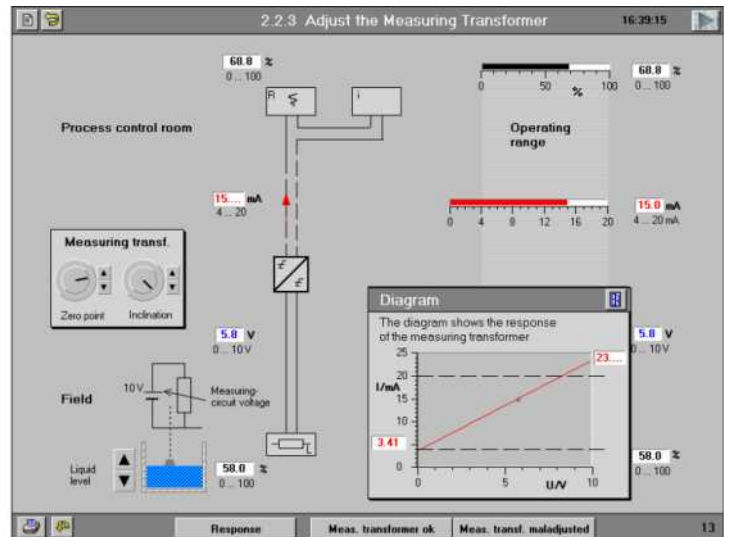 2.2.3 Adjust the Measuring Transformer
16:39:15
68.8 %
0 ... 100
R
i
Process control room
0 50 % 100
68.8 %
0 ... 100
Operating
range
15.... mA
4 ... 20
0 4 8 12 16 20
15.0 mA
4 ... 20 mA
Measuring transf.
Zero point Inclination
5.8 V
0 ... 10 V
Field
10 V
Measuring-
circuit voltage
Liquid
level
58.0 %
0 ... 100
Diagram
The diagram shows the response
of the measuring transformer
25
20
I/mA
15
10
3.41
0
0 5 U/V 10
23....
5.8 V
0 ... 10 V
58.0 %
0 ... 100
Response
Meas. transformer ok
Meas. transf. maladjusted
13